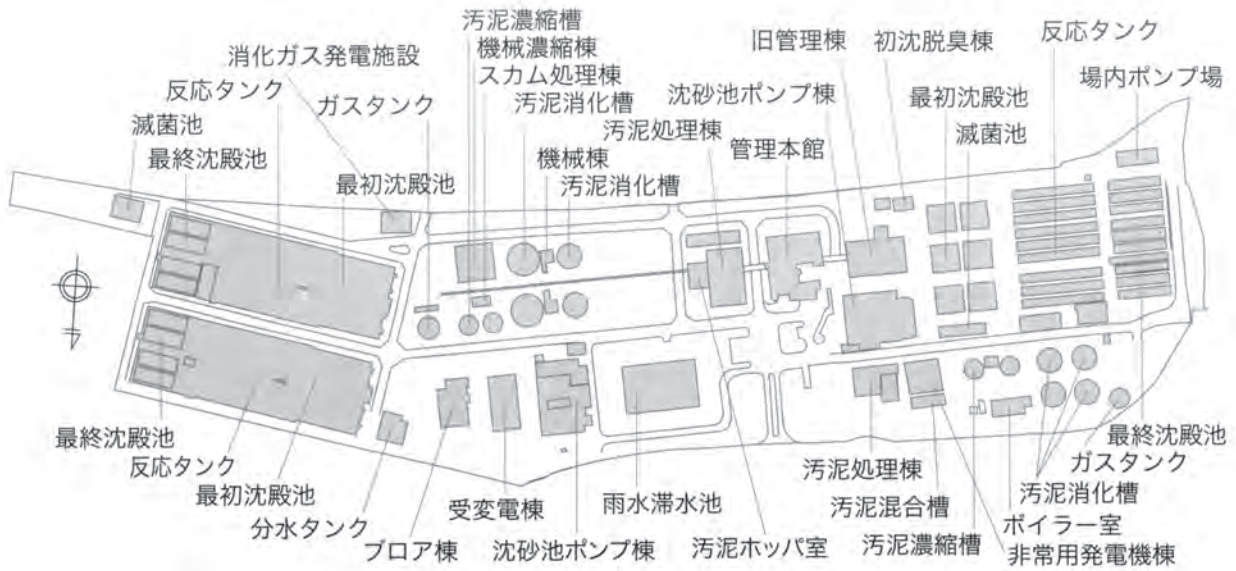 汚泥濃縮槽
機械濃縮棟
スカム処理棟
汚泥消化槽
消化ガス発電施設
反応タンク
ガスタンク
滅菌池
最終沈殿池
最初沈殿池
汚泥処理棟
機械棟
汚泥消化槽
旧管理棟
沈砂池ポンプ棟
管理本館
初沈脱臭棟
最初沈殿池
滅菌池
反応タンク
場内ポンプ場
最終沈殿池
反応タンク
最初沈殿池
分水タンク
ブロア棟
受変電棟
沈砂池ポンプ棟
雨水滞水池
汚泥ホッパ室
汚泥処理棟
汚泥混合槽
汚泥濃縮槽
最終沈殿池
ガスタンク
汚泥消化槽
ボイラー室
非常用発電機棟